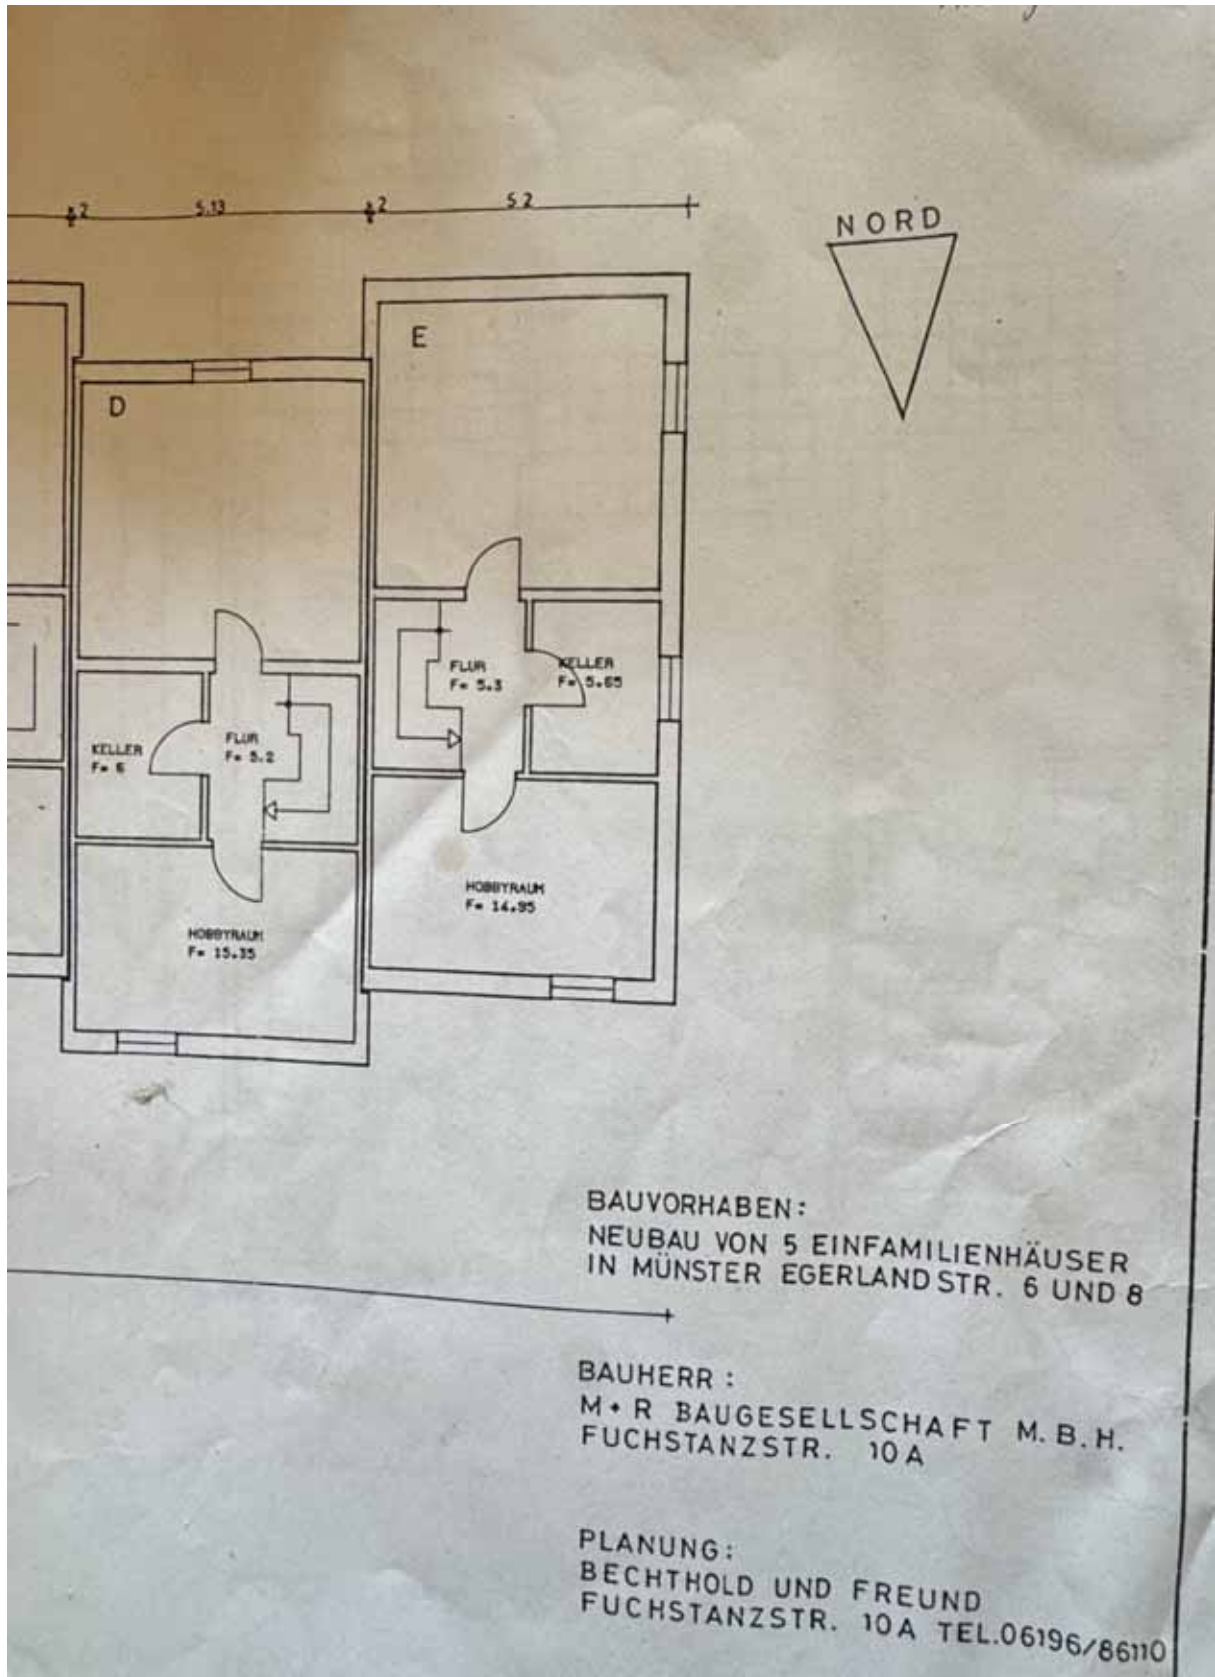 2 5.13 2 5 2
NORD
E
D
FLUR
F= 5.3
KELLER
F= 5.65
KELLER
F= 6
FLUR
F= 5.2
HOBBYRAUM
F= 14.95
HOBBYRAUM
F= 15.35
BAUVORHABEN:
NEUBAU VON 5 EINFAMILIENHÄUSER
IN MÜNSTER EGERLANDSTR. 6 UND 8
BAUHERR:
M+R BAUGESELLSCHAFT M.B.H.
FUCHSTANZSTR. 10A
PLANUNG:
BECHTHOLD UND FREUND
FUCHSTANZSTR. 10A TEL.06196/86110